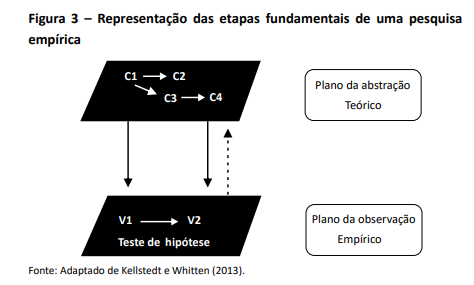 Figura 3 – Representação das etapas fundamentais de uma pesquisa
empírica
C1 C2
C3 C4
Plano da abstração
Teórico
V1 V2
Teste de hipótese
Plano da observação
Empírico
Fonte: Adaptado de Kellstedt e Whitten (2013).